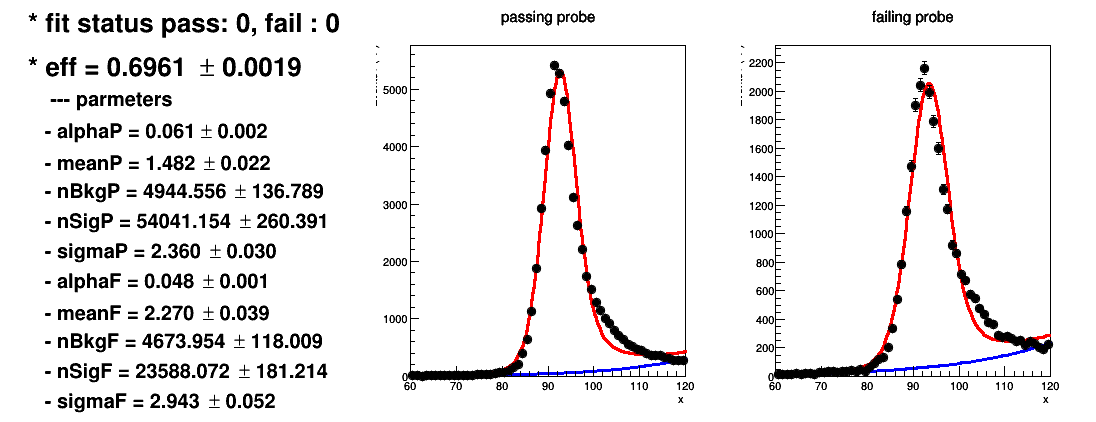 * fit status pass: 0, fail : 0
* eff = 0.6961 ± 0.0019
--- parmeters
- alphaP = 0.061 ± 0.002
- meanP = 1.482 ± 0.022
- nBkgP = 4944.556 ± 136.789
- nSigP = 54041.154 ± 260.391
- sigmaP = 2.360 ± 0.030
- alphaF = 0.048 ± 0.001
- meanF = 2.270 ± 0.039
- nBkgF = 4673.954 ± 118.009
- nSigF = 23588.072 ± 181.214
- sigmaF = 2.943 ± 0.052
passing probe
5000
4000
3000
2000
1000
0
60 70 80 90 100 110 120
x
failing probe
2200
2000
1800
1600
1400
1200
1000
800
600
400
200
0
60 70 80 90 100 110 120
x